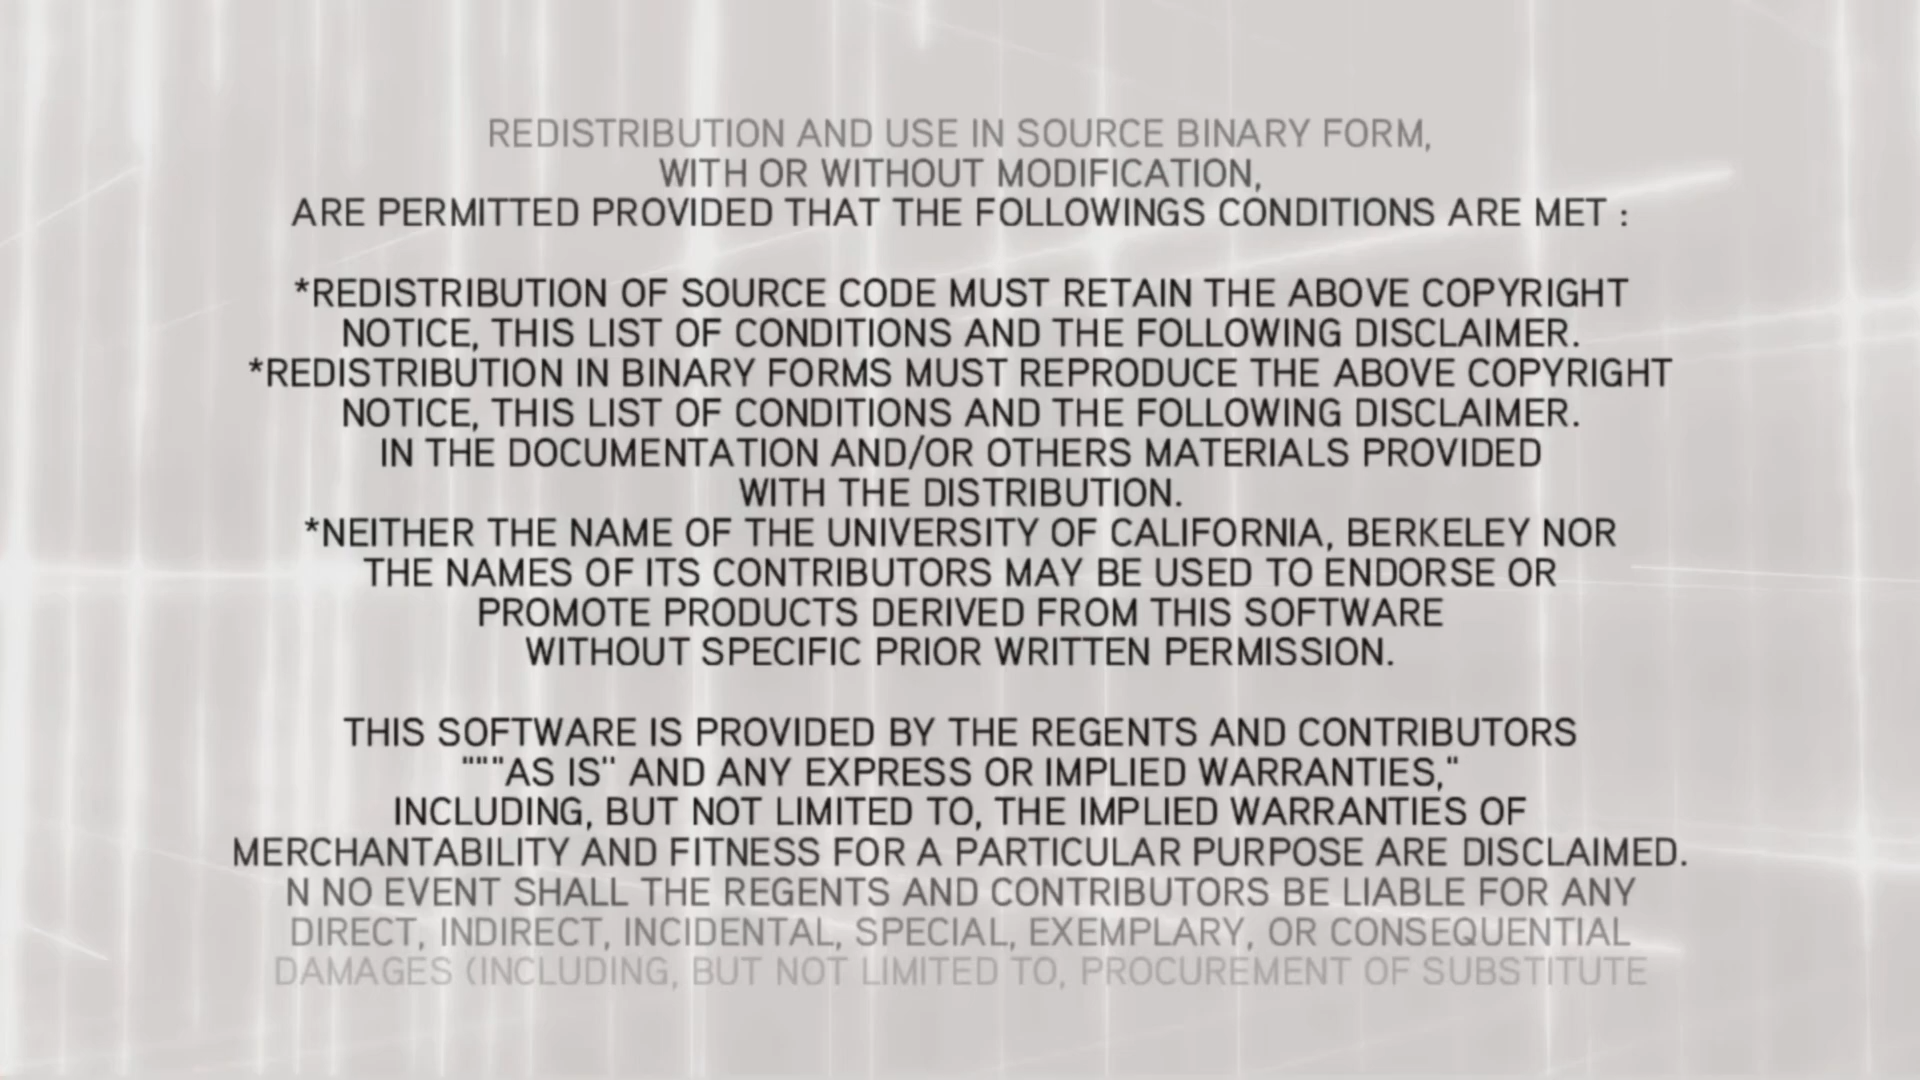 REDISTRIBUTION AND USE IN SOURCE BINARY FORM,
WITH OR WITHOUT MODIFICATION,
ARE PERMITTED PROVIDED THAT THE FOLLOWINGS CONDITIONS ARE MET :
*REDISTRIBUTION OF SOURCE CODE MUST RETAIN THE ABOVE COPYRIGHT
NOTICE, THIS LIST OF CONDITIONS AND THE FOLLOWING DISCLAIMER.
*REDISTRIBUTION IN BINARY FORMS MUST REPRODUCE THE ABOVE COPYRIGHT
NOTICE, THIS LIST OF CONDITIONS AND THE FOLLOWING DISCLAIMER.
IN THE DOCUMENTATION AND/OR OTHERS MATERIALS PROVIDED
WITH THE DISTRIBUTION.
*NEITHER THE NAME OF THE UNIVERSITY OF CALIFORNIA, BERKELEY NOR
THE NAMES OF ITS CONTRIBUTORS MAY BE USED TO ENDORSE OR
PROMOTE PRODUCTS DERIVED FROM THIS SOFTWARE
WITHOUT SPECIFIC PRIOR WRITTEN PERMISSION.
THIS SOFTWARE IS PROVIDED BY THE REGENTS AND CONTRIBUTORS
"""AS IS" AND ANY EXPRESS OR IMPLIED WARRANTIES,"
INCLUDING, BUT NOT LIMITED TO, THE IMPLIED WARRANTIES OF
MERCHANTABILITY AND FITNESS FOR A PARTICULAR PURPOSE ARE DISCLAIMED.
N NO EVENT SHALL THE REGENTS AND CONTRIBUTORS BE LIABLE FOR ANY
DIRECT, INDIRECT, INCIDENTAL, SPECIAL, EXEMPLARY, OR CONSEQUENTIAL
DAMAGES (INCLUDING, BUT NOT LIMITED TO, PROCUREMENT OF SUBSTITUTE